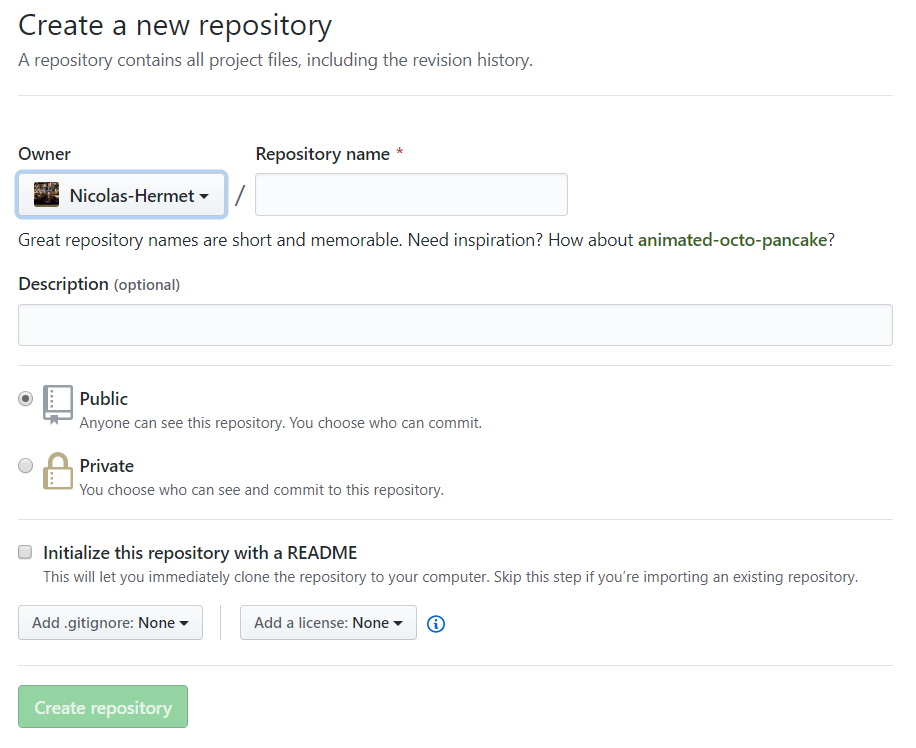 Create a new repository
A repository contains all project files, including the revision history.
Owner
Repository name *
Nicolas-Hermet
/
Great repository names are short and memorable. Need inspiration? How about animated-octo-pancake?
Description (optional)
Public
Anyone can see this repository. You choose who can commit.
Private
You choose who can see and commit to this repository.
Initialize this repository with a README
This will let you immediately clone the repository to your computer. Skip this step if you’re importing an existing repository.
Add .gitignore: None
Add a license: None
Create repository